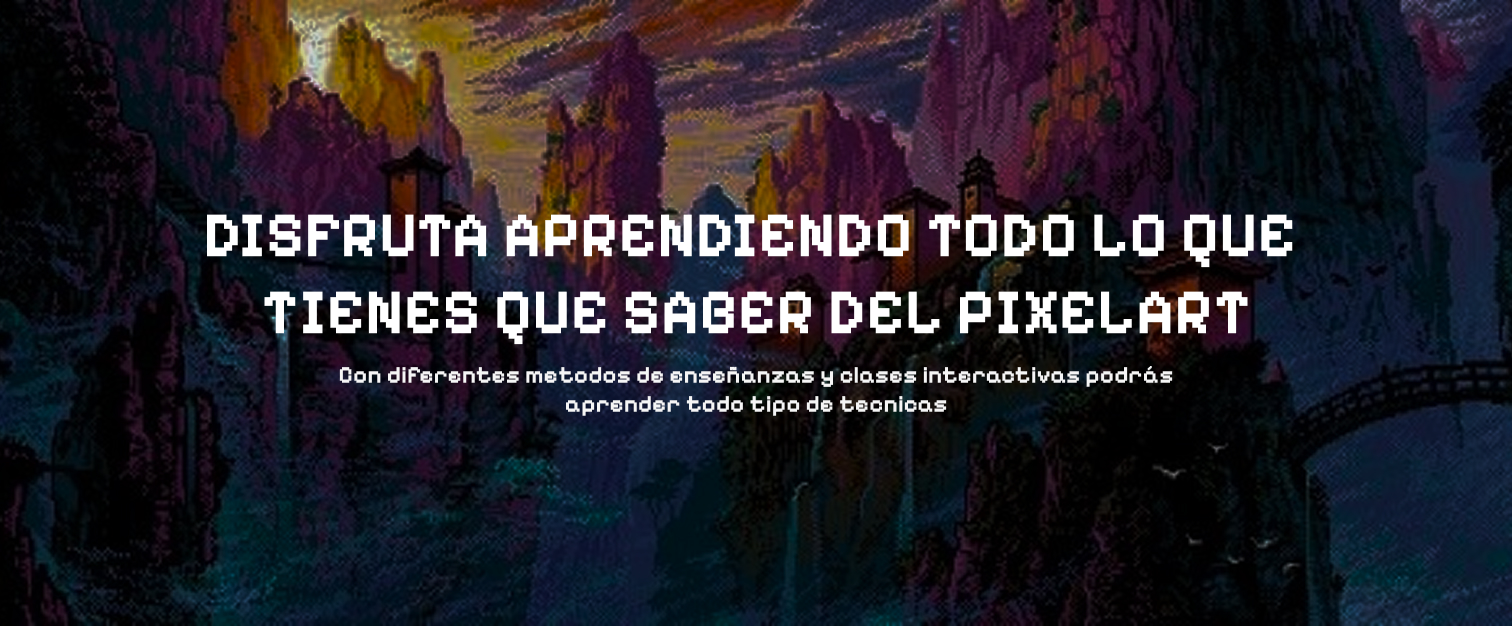 DISFRUTA APRENDIENDO TODO LO QUE
TIENES QUE SABER DEL PIXELART
Con diferentes metodos de enseñanzas y clases interactivas podrás
aprender todo tipo de tecnicas